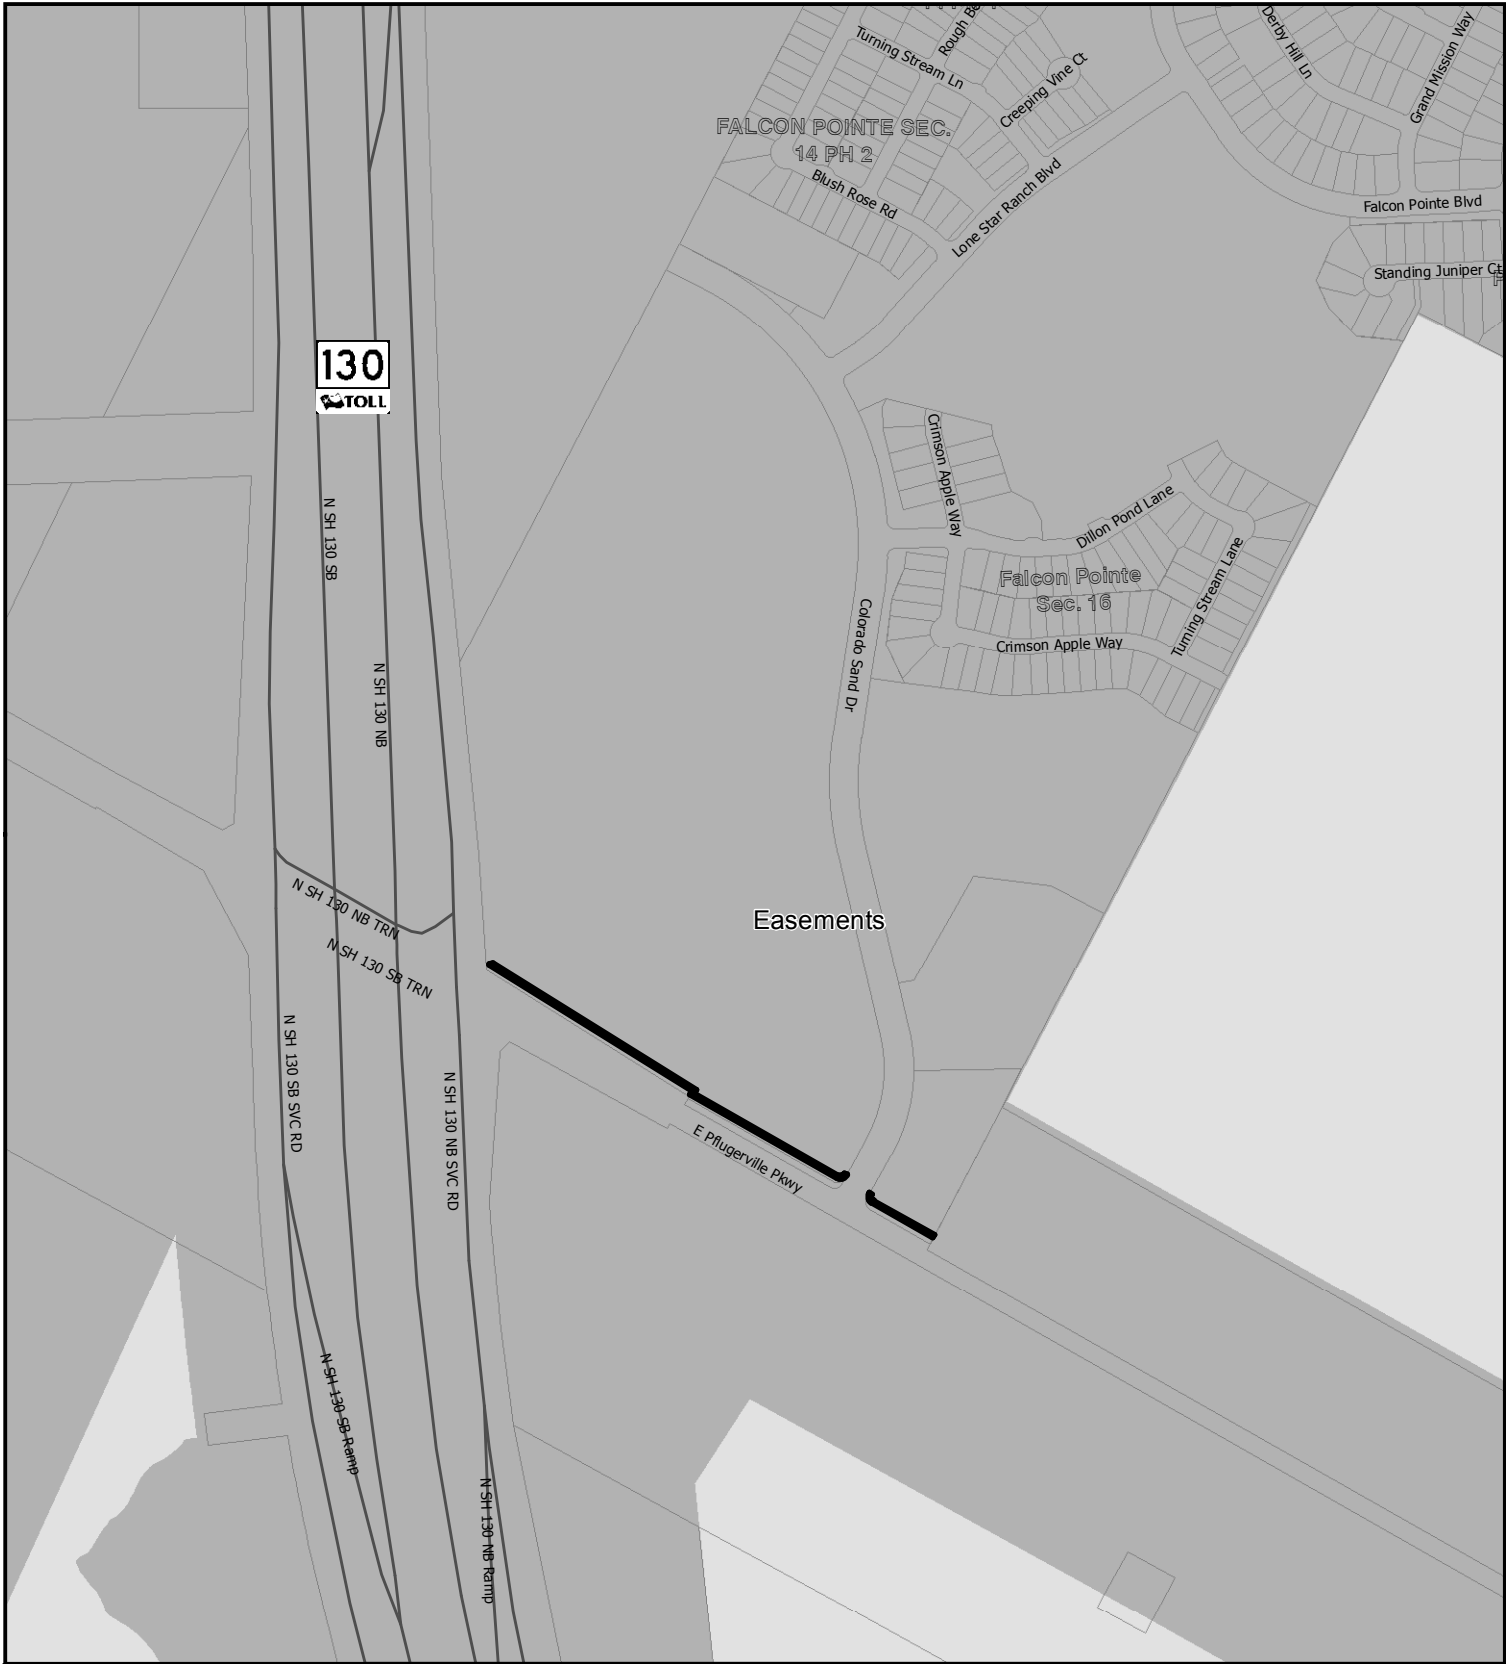 Derby Hill Ln
Grand Mission Way
Turning Stream Ln
Creeping Vine Ct
FALCON POINTE SEC.
14 PH 2
Blush Rose Rd
Lone Star Ranch Blvd
Falcon Pointe Blvd
Standing Juniper Ct
130
TOLL
Crimson Apple Way
Dillon Pond Lane
N SH 130 SB
Falcon Pointe
Sec. 16
Turning Stream Lane
Colorado Sand Dr
Crimson Apple Way
N SH 130 NB
N SH 130 NB TRN
Easements
N SH 130 SB TRN
N SH 130 SB SVC RD
N SH 130 NB SVC RD
E Pflugerville Pkwy
N SH 130 SB Ramp
N SH 130 NB Ramp